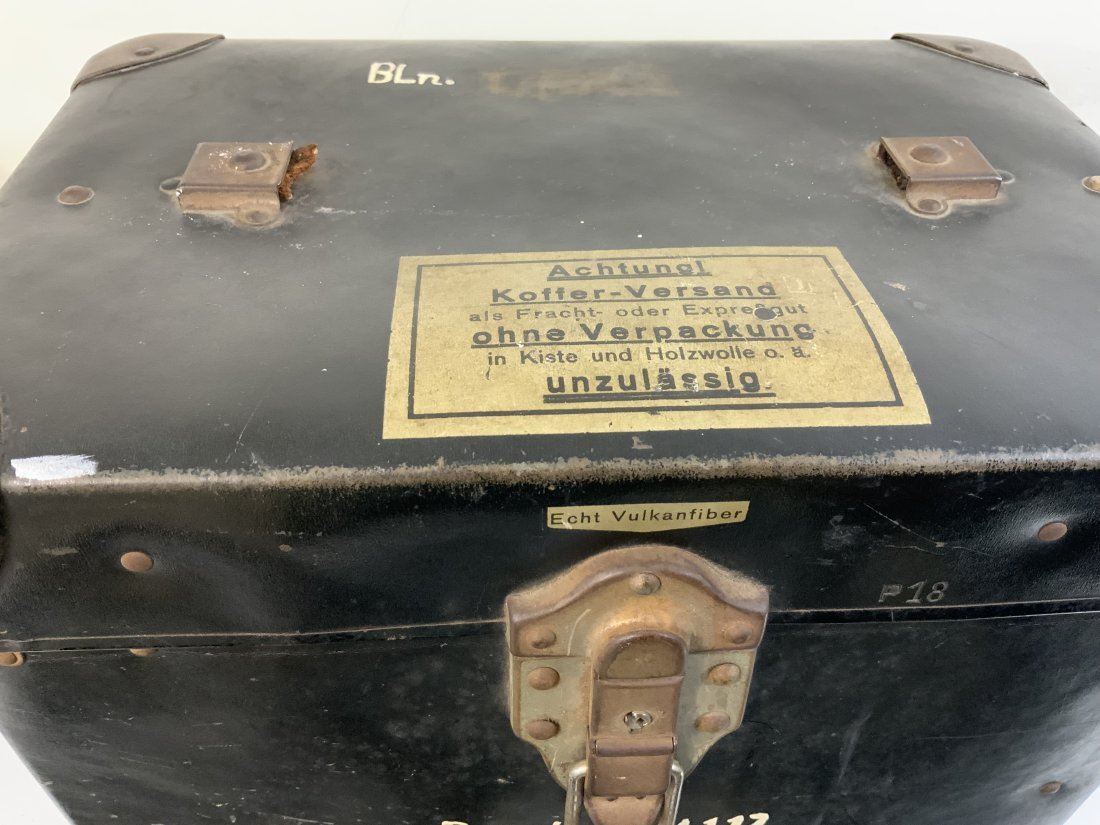 BLn.
Achtung!
Koffer-Versand
als Fracht- oder Expreßgut
ohne Verpackung
in Kiste und Holzwolle o. ä.
unzulässig.
Echt Vulkanfiber
P18